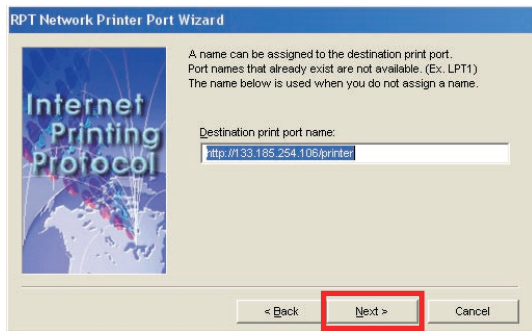 RPT Network Printer Port Wizard
Internet
Printing
Protocol
A name can be assigned to the destination print port.
Port names that already exist are not available. (Ex. LPT1)
The name below is used when you do not assign a name.
Destination print port name:
http://133.185.254.106/printer
< Back
Next >
Cancel